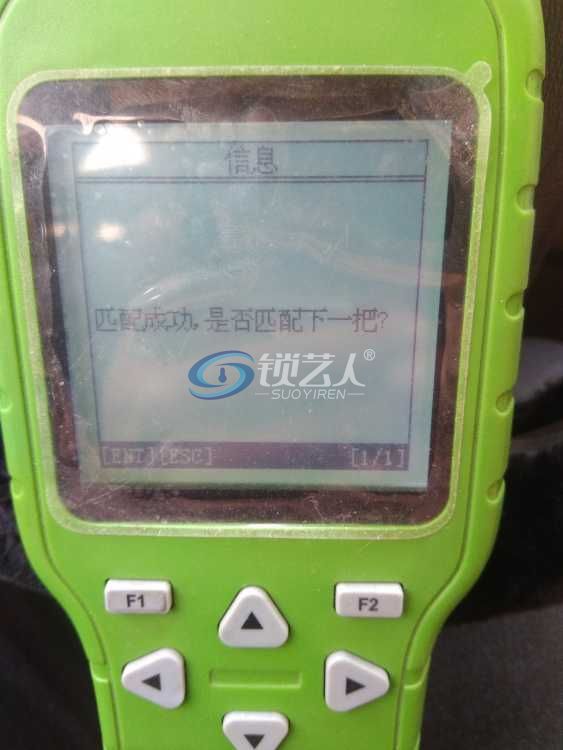 信息
匹配成功,是否匹配下一把?
锁艺人®
SUOYIREN
[ENT][ESC] [1/1]
F1 F2